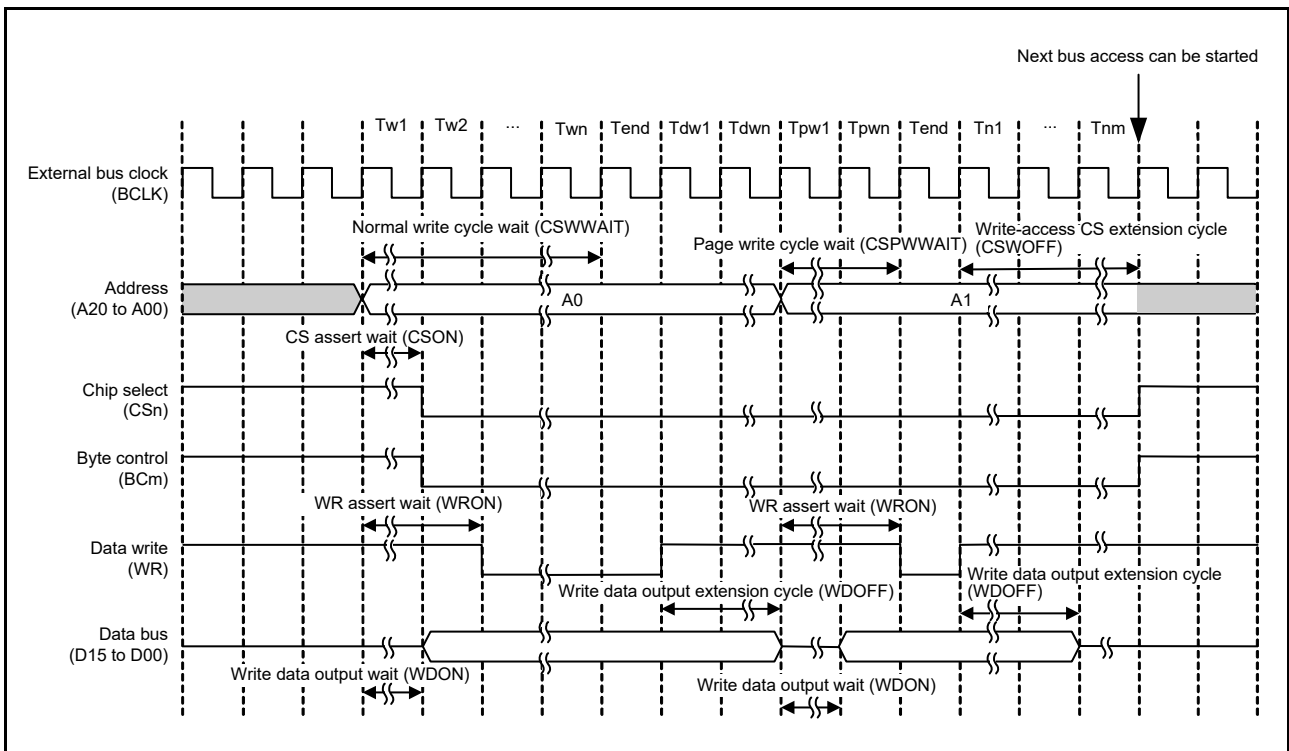 Next bus access can be started
Tw1 Tw2 ... Twn Tend Tdw1 Tdwn Tpw1 Tpwn Tend Tn1 ... Tnm
External bus clock
(BCLK)
Normal write cycle wait (CSWWAIT)
Page write cycle wait (CSPWWAIT)
Write-access CS extension cycle
(CSWOFF)
Address
(A20 to A00)
A0
A1
CS assert wait (CSON)
Chip select
(CSn)
Byte control
(BCm)
WR assert wait (WRON)
WR assert wait (WRON)
Data write
(WR)
Write data output extension cycle (WDOFF)
Write data output extension cycle
(WDOFF)
Data bus
(D15 to D00)
Write data output wait (WDON)
Write data output wait (WDON)